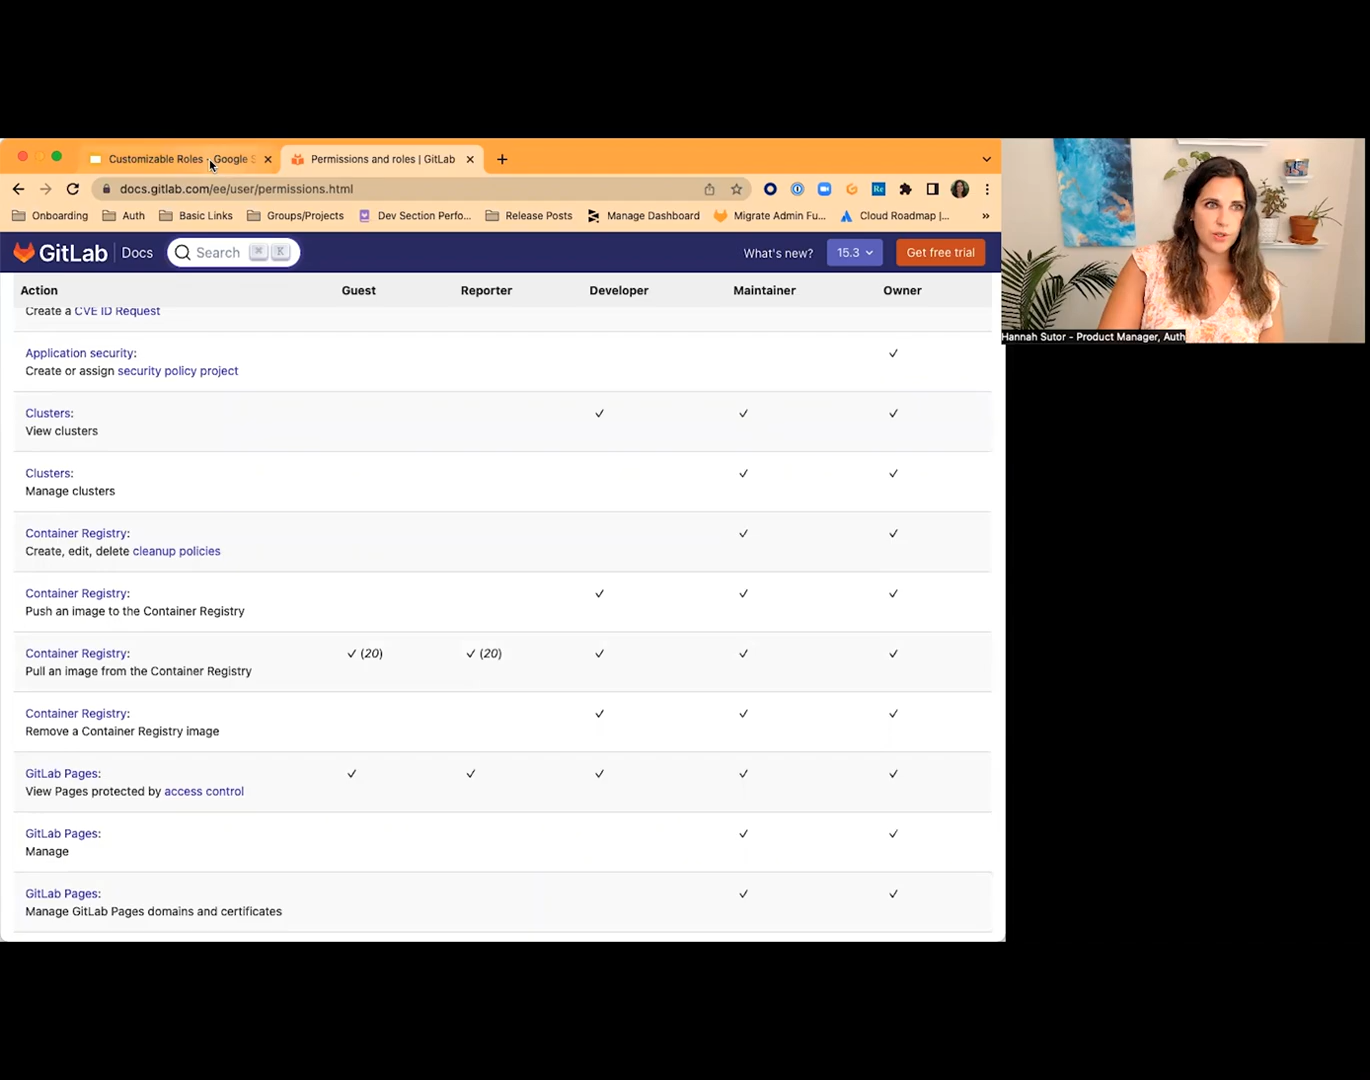 Customizable Roles - Google S
Permissions and roles | GitLab
docs.gitlab.com/ee/user/permissions.html
Onboarding
Auth
Basic Links
Groups/Projects
Dev Section Perfo...
Release Posts
Manage Dashboard
Migrate Admin Fu...
Cloud Roadmap |...
»
GitLab Docs
Search ⌘ K
What's new?
15.3
Get free trial
Action Guest Reporter Developer Maintainer Owner
Create a CVE ID Request
Application security: ✓
Create or assign security policy project
Clusters: ✓ ✓ ✓
View clusters
Clusters: ✓ ✓
Manage clusters
Container Registry: ✓ ✓
Create, edit, delete cleanup policies
Container Registry: ✓ ✓ ✓
Push an image to the Container Registry
Container Registry: ✓ (20) ✓ (20) ✓ ✓ ✓
Pull an image from the Container Registry
Container Registry: ✓ ✓ ✓
Remove a Container Registry image
GitLab Pages: ✓ ✓ ✓ ✓ ✓
View Pages protected by access control
GitLab Pages: ✓ ✓
Manage
GitLab Pages: ✓ ✓
Manage GitLab Pages domains and certificates
Hannah Sutor - Product Manager, Auth